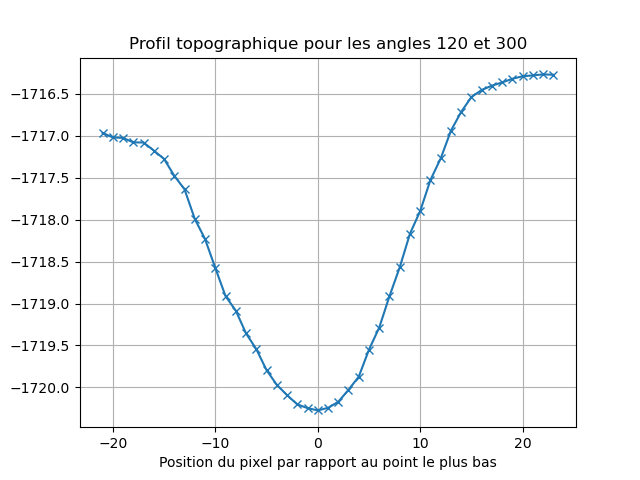 Profil topographique pour les angles 120 et 300
−1716.5
−1717.0
−1717.5
−1718.0
−1718.5
−1719.0
−1719.5
−1720.0
−20 −10 0 10 20
Position du pixel par rapport au point le plus bas